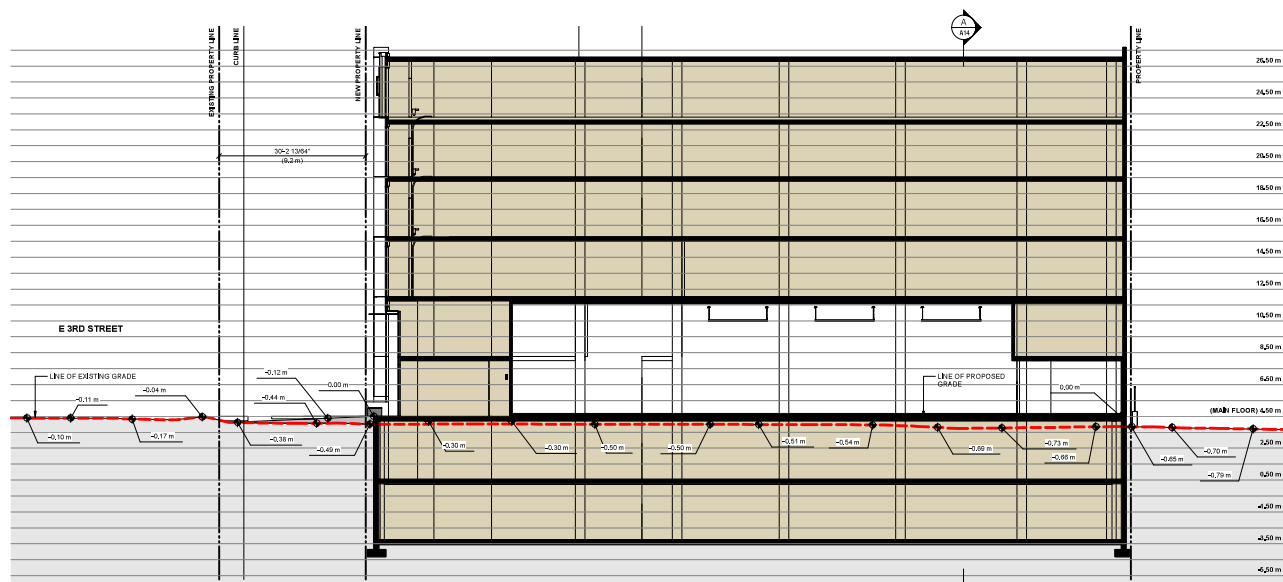 A
A14
EXISTING PROPERTY LINE
CURB LINE
NEW PROPERTY LINE
PROPERTY LINE
26.50 m
24.50 m
22.50 m
20.50 m
18.50 m
16.50 m
14.50 m
12.50 m
10.50 m
8.50 m
6.50 m
(MAIN FLOOR) 4.50 m
2.50 m
0.50 m
-1.50 m
-3.50 m
-5.50 m
30'-2 13/64"
(9.2 m)
E 3RD STREET
LINE OF EXISTING GRADE
-0.11 m
-0.04 m
-0.12 m
-0.44 m
0.00 m
LINE OF PROPOSED
GRADE
0.00 m
-0.10 m
-0.17 m
-0.38 m
-0.49 m
-0.30 m
-0.30 m
-0.50 m
-0.50 m
-0.51 m
-0.54 m
-0.69 m
-0.73 m
-0.66 m
-0.65 m
-0.70 m
-0.79 m